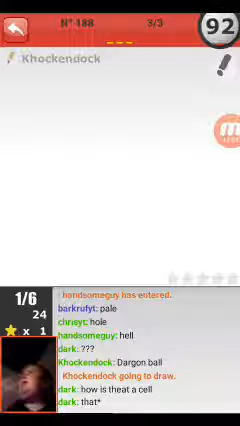 N° 188 3/3 92
Khockendock
1/6
24
x 1
handsomeguy has entered.
barkrufyt: pale
chrisyt: hole
handsomeguy: hell
dark: ???
Khockendock: Dargon ball
Khockendock going to draw.
dark: how is theat a cell
dark: that*